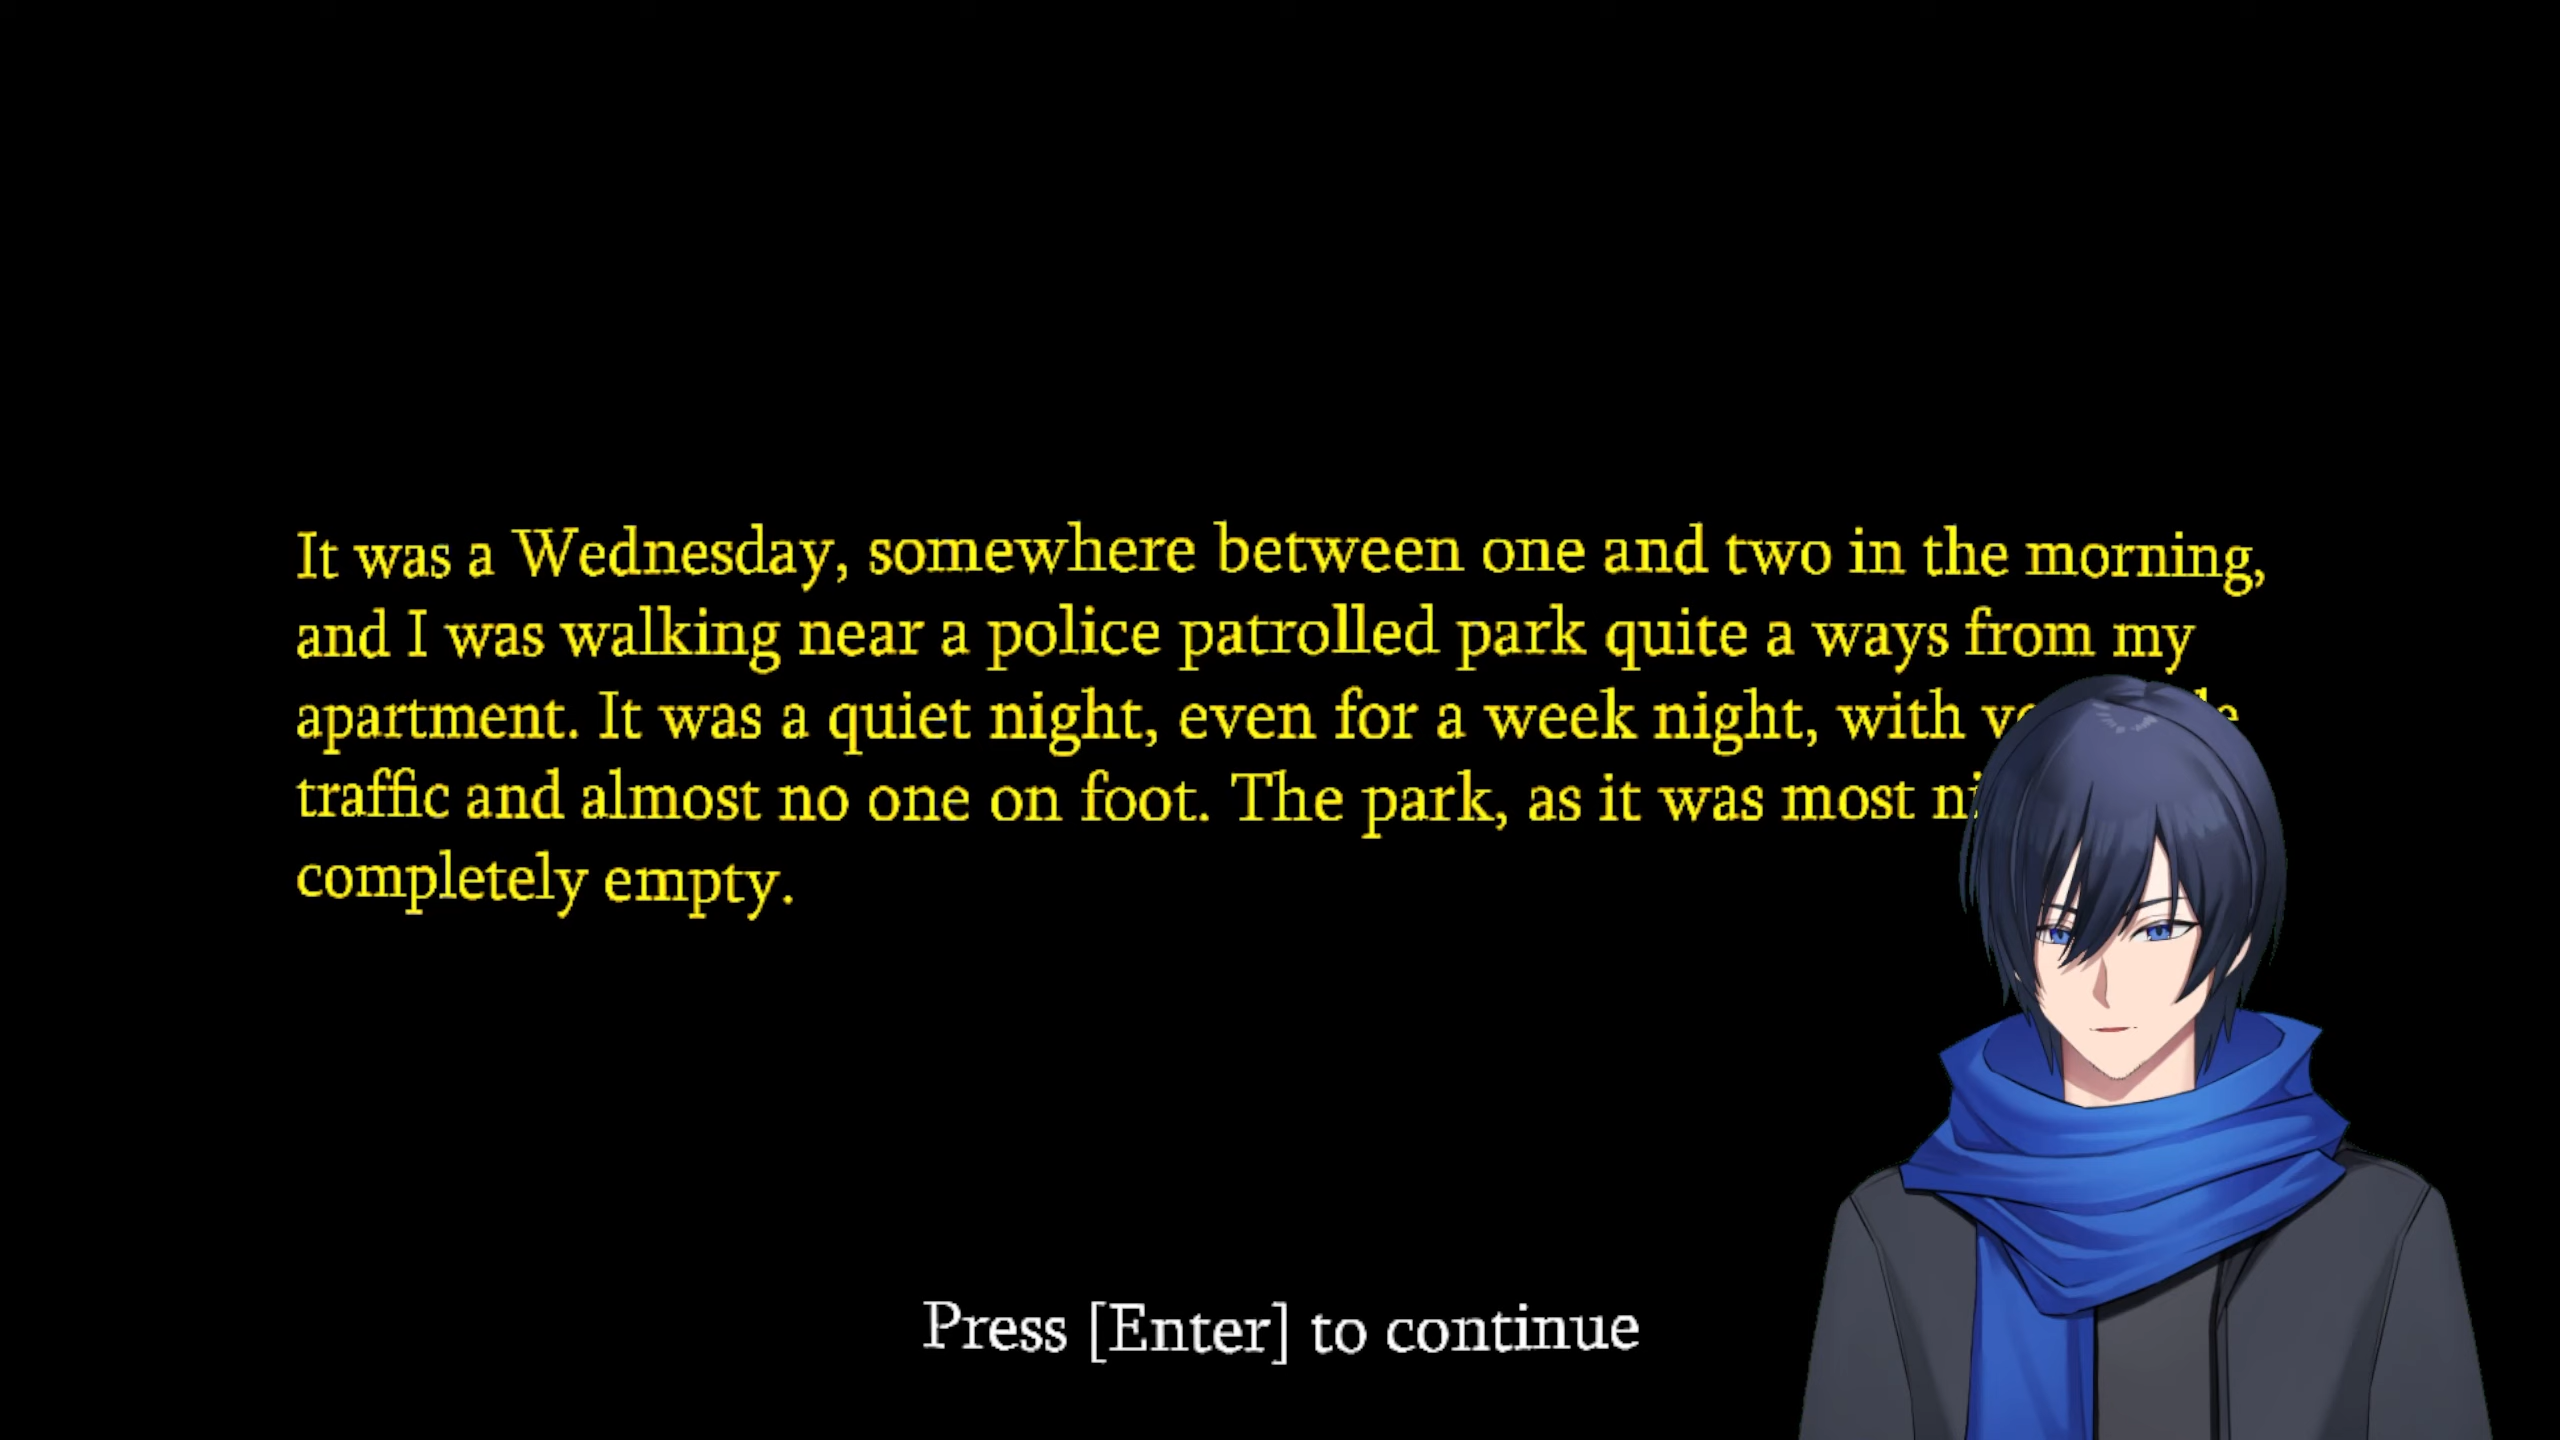 It was a Wednesday, somewhere between one and two in the morning,
and I was walking near a police patrolled park quite a ways from my
apartment. It was a quiet night, even for a week night, with
traffic and almost no one on foot. The park, as it was most
completely empty.
Press [Enter] to continue